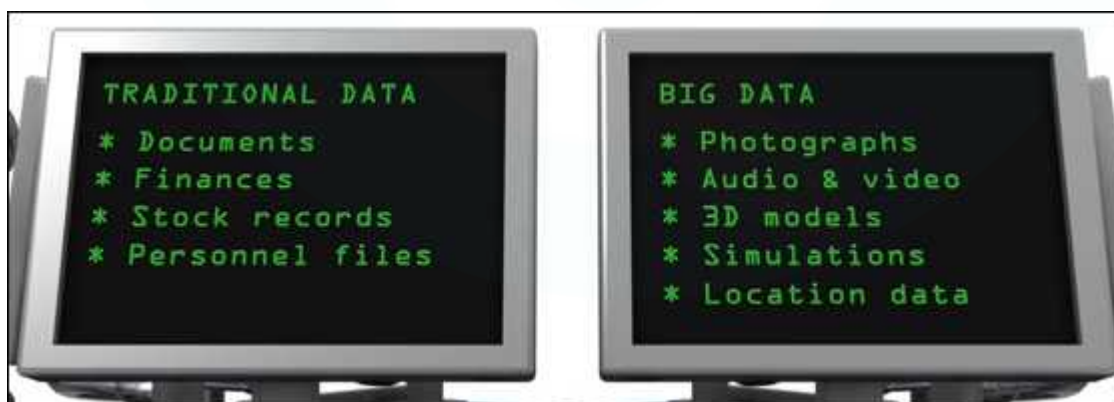 TRADITIONAL DATA
* Documents
* Finances
* Stock records
* Personnel files
BIG DATA
* Photographs
* Audio & video
* 3D models
* Simulations
* Location data